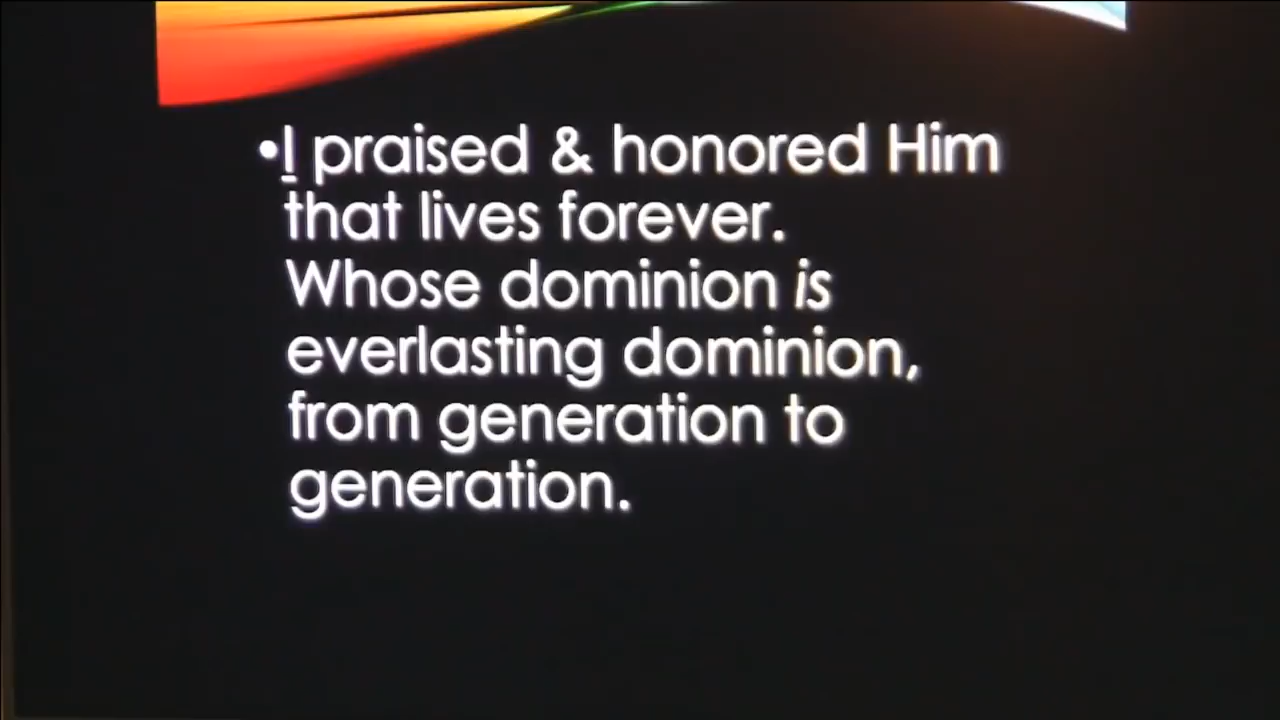 •I praised & honored Him
that lives forever.
Whose dominion is
everlasting dominion,
from generation to
generation.